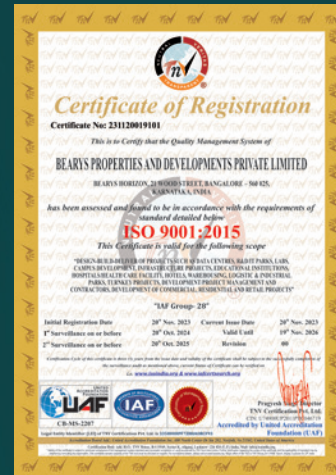 Certificate of Registration
Certificate No: 231120019101
This is to Certify that the Quality Management System of
BEARYS PROPERTIES AND DEVELOPMENTS PRIVATE LIMITED
BEARYS HORIZON, 21 WOOD STREET, BANGALORE - 560 025,
KARNATAKA, INDIA
has been assessed and found to be in accordance with the requirements of
standard detailed below
ISO 9001:2015
This Certificate is valid for the following scope
"DESIGN-BUILD-DELIVER OF PROJECTS SUCH AS DATA CENTRES, R&D IT PARKS, LABS,
CAMPUS DEVELOPMENT, INFRASTRUCTURE PROJECTS, EDUCATIONAL INSTITUTIONS,
HOSPITALS/HEALTH CARE FACILITY, HOTELS, WAREHOUSING, LOGISTIC & INDUSTRIAL
PARKS, TURNKEY PROJECTS, DEVELOPMENT PROJECT MANAGEMENT AND
CONTRACTORS, DEVELOPMENT OF COMMERCIAL, RESIDENTIAL AND RETAIL PROJECTS"
"IAF Group- 28"
Initial Registration Date 20th Nov. 2023 Current Issue Date 20th Nov. 2023
1st Surveillance on or before 20th Oct. 2024 Valid Until 19th Nov. 2026
2nd Surveillance on or before 20th Oct. 2025 Revision 00
UAF
IAF
CB-MS-2207
Pragyesh Singh, Director
TNV Certification Pvt. Ltd.
Accredited by United Accreditation
Foundation (UAF)